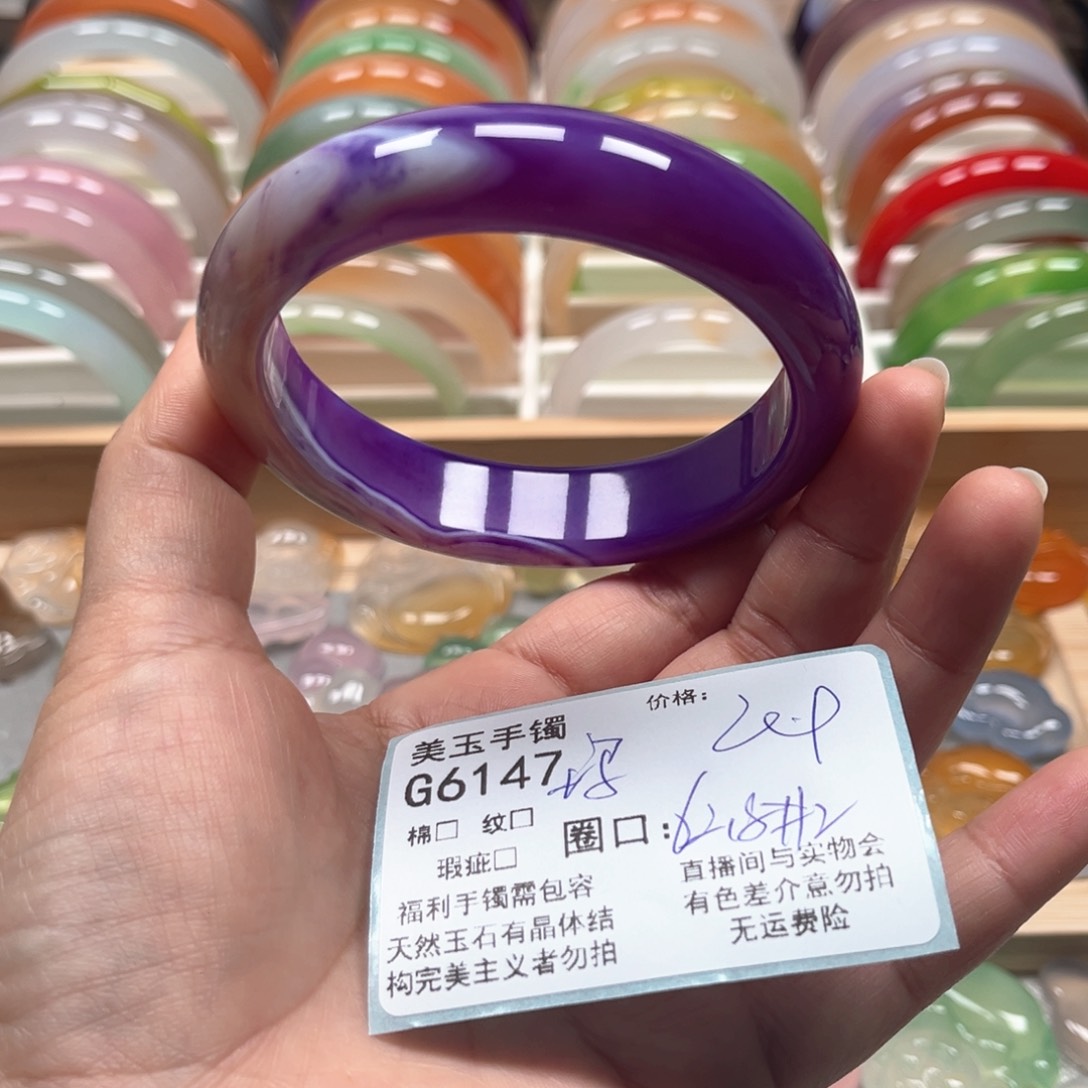 价格：
美玉手镯
G6147
棉□ 纹□ 圈口：
瑕疵□
福利手镯需包容
天然玉石有晶体结
构完美主义者勿拍
直播间与实物会
有色差介意勿拍
无运费险